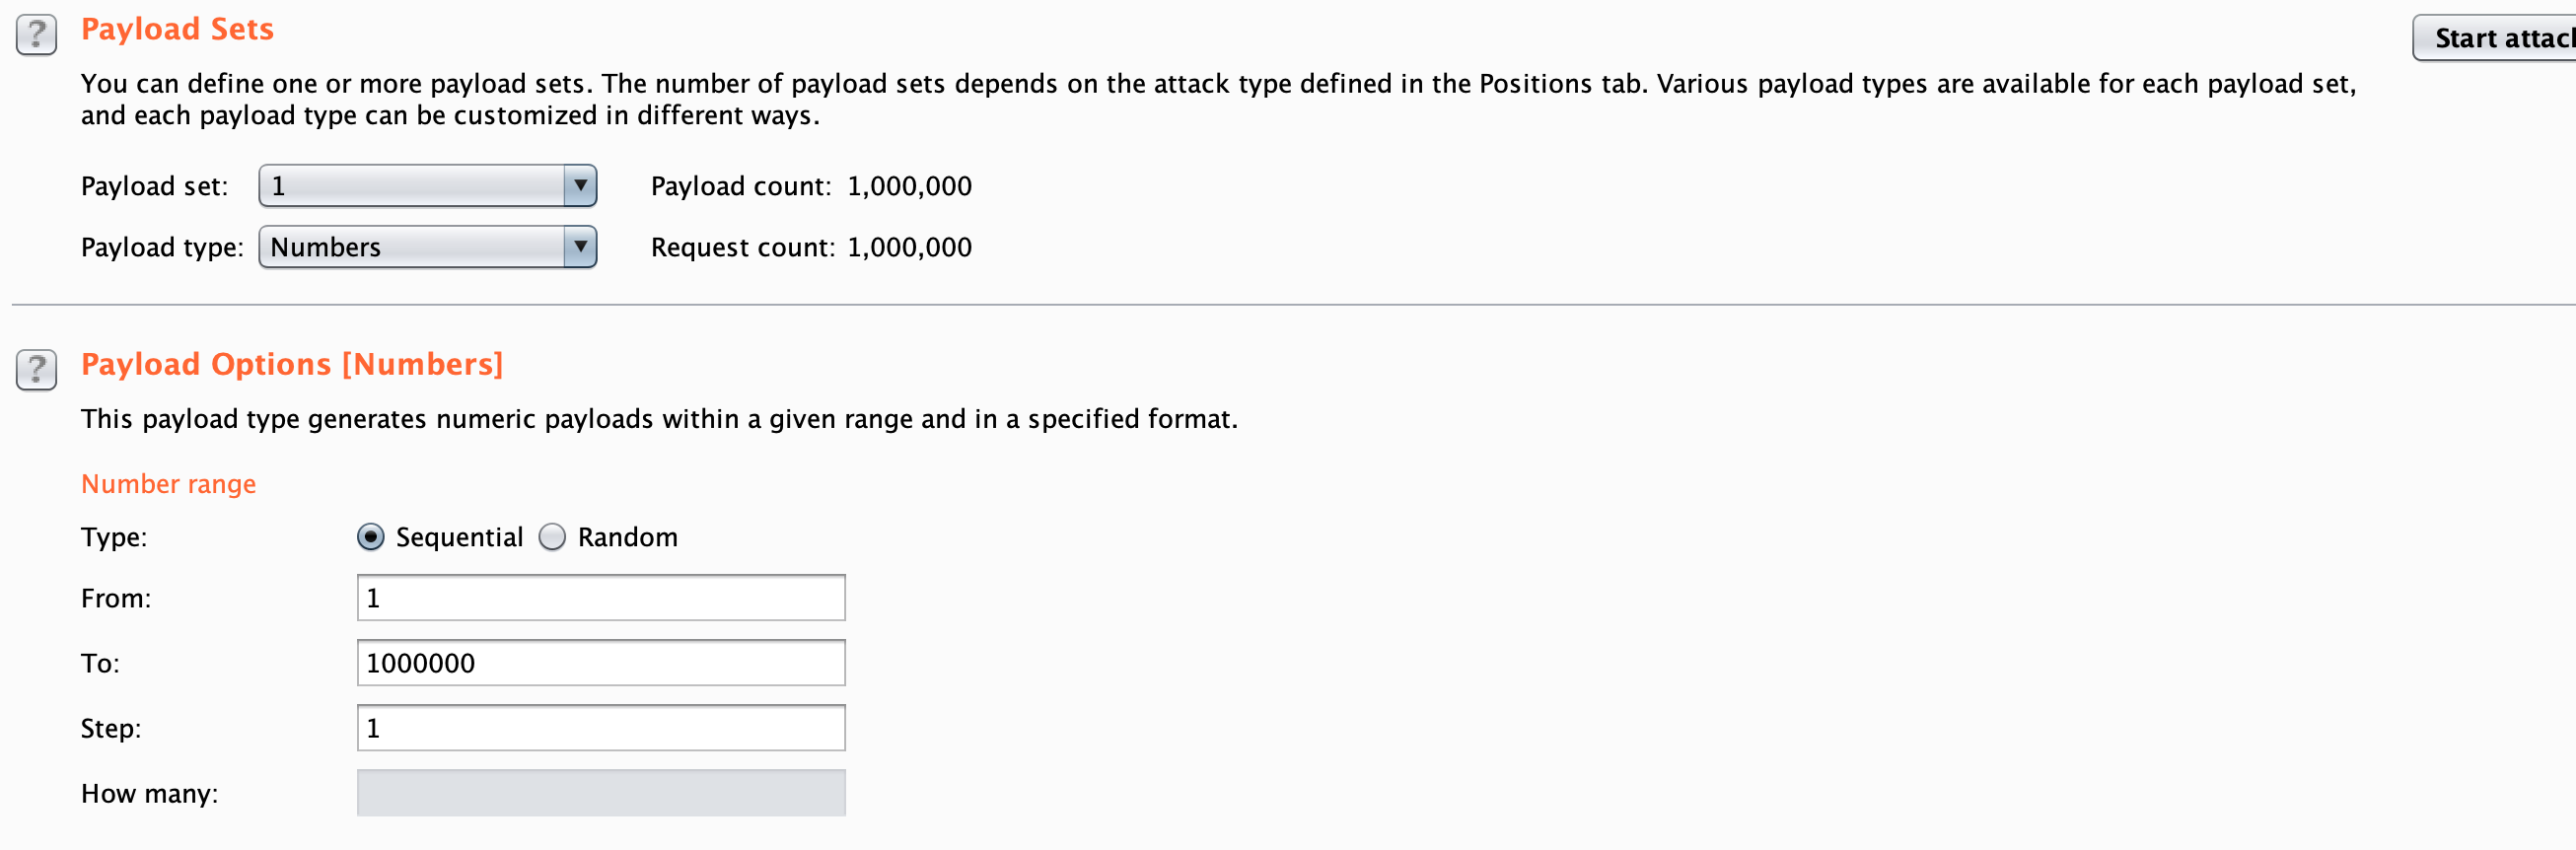 Payload Sets
Start attack
You can define one or more payload sets. The number of payload sets depends on the attack type defined in the Positions tab. Various payload types are available for each payload set,
and each payload type can be customized in different ways.
Payload set: 1 Payload count: 1,000,000
Payload type: Numbers Request count: 1,000,000
Payload Options [Numbers]
This payload type generates numeric payloads within a given range and in a specified format.
Number range
Type: Sequential Random
From: 1
To: 1000000
Step: 1
How many: